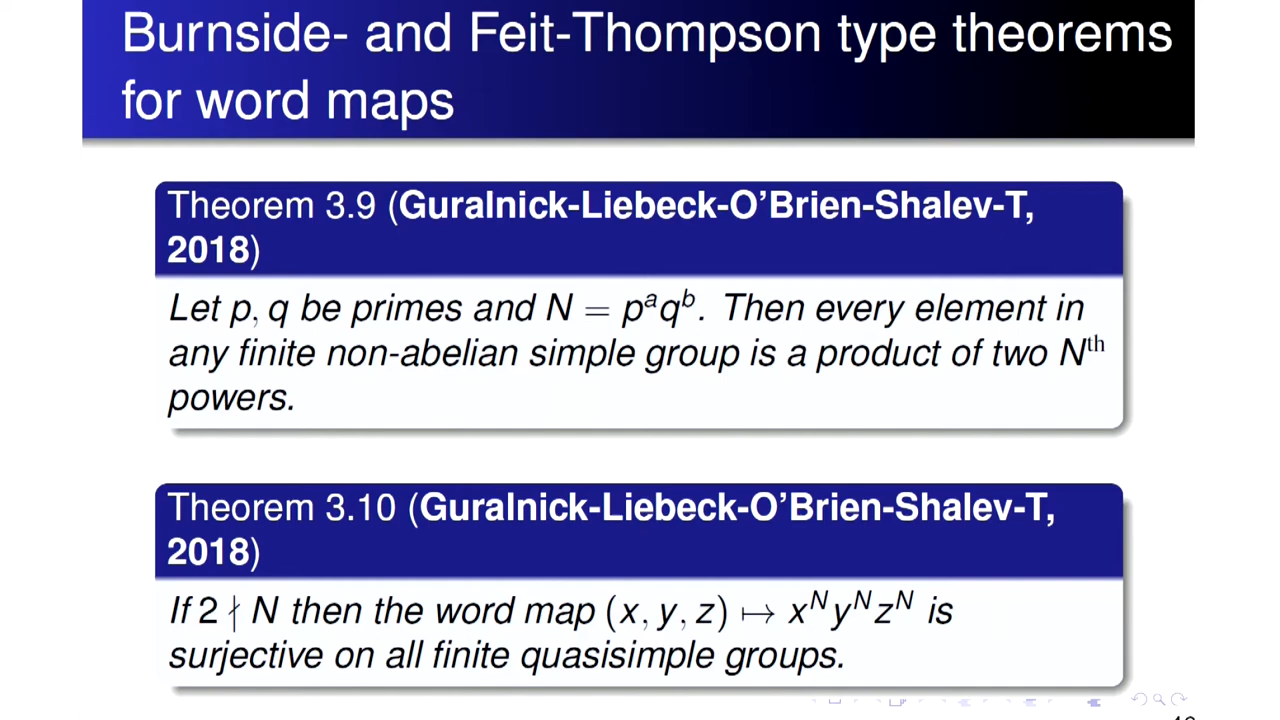 Burnside- and Feit-Thompson type theorems
for word maps
Theorem 3.9 (Guralnick-Liebeck-O'Brien-Shalev-T,
2018)
Let p, q be primes and N = pᵃqᵇ. Then every element in
any finite non-abelian simple group is a product of two Nᵗʰ
powers.
Theorem 3.10 (Guralnick-Liebeck-O'Brien-Shalev-T,
2018)
If 2 ∤ N then the word map (x, y, z) ↦ xᴺyᴺzᴺ is
surjective on all finite quasisimple groups.